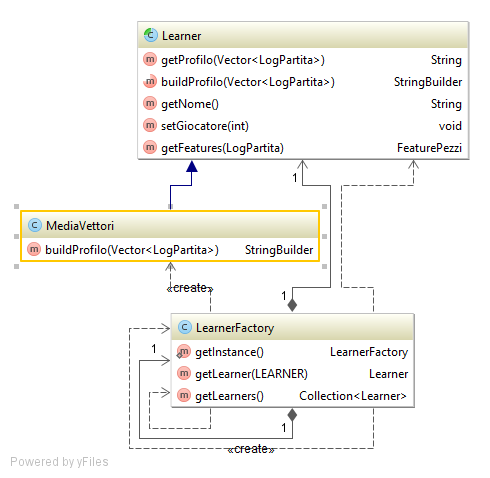 Learner
getProfilo(Vector<LogPartita>) String
buildProfilo(Vector<LogPartita>) StringBuilder
getNome() String
setGiocatore(int) void
getFeatures(LogPartita) FeaturePezzi
1
MediaVettori
buildProfilo(Vector<LogPartita>) StringBuilder
«create»
1
LearnerFactory
1
getInstance() LearnerFactory
getLearner(LEARNER) Learner
getLearners() Collection<Learner>
1
«create»
Powered by yFiles